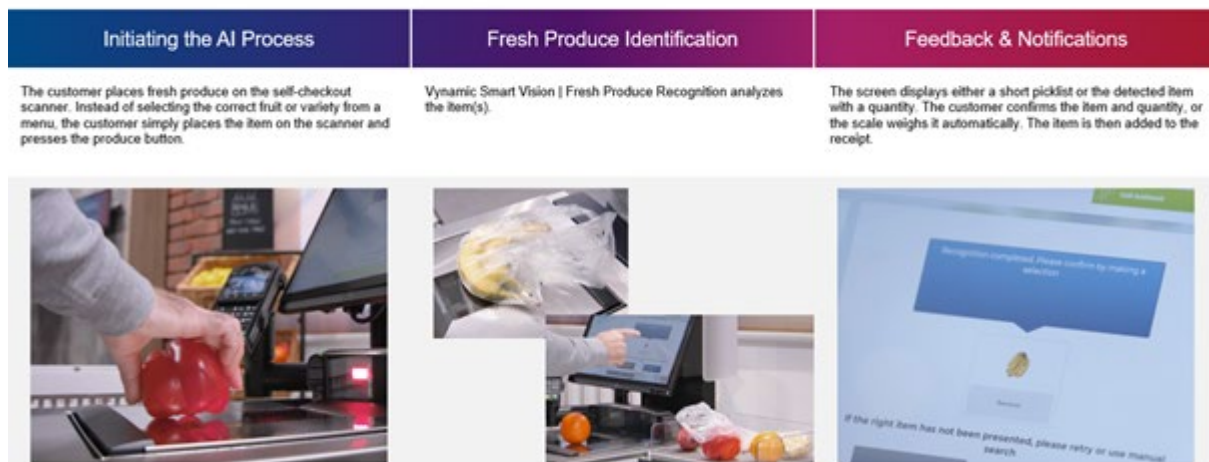 Initiating the AI Process
The customer places fresh produce on the self-checkout
scanner. Instead of selecting the correct fruit or variety from a
menu, the customer simply places the item on the scanner and
presses the produce button.
Fresh Produce Identification
Vynamic Smart Vision | Fresh Produce Recognition analyzes
the item(s).
Feedback & Notifications
The screen displays either a short picklist or the detected item
with a quantity. The customer confirms the item and quantity, or
the scale weighs it automatically. The item is then added to the
receipt.
Recognition completed. Please confirm by making a
selection
If the right item has not been presented, please retry or use manual
search